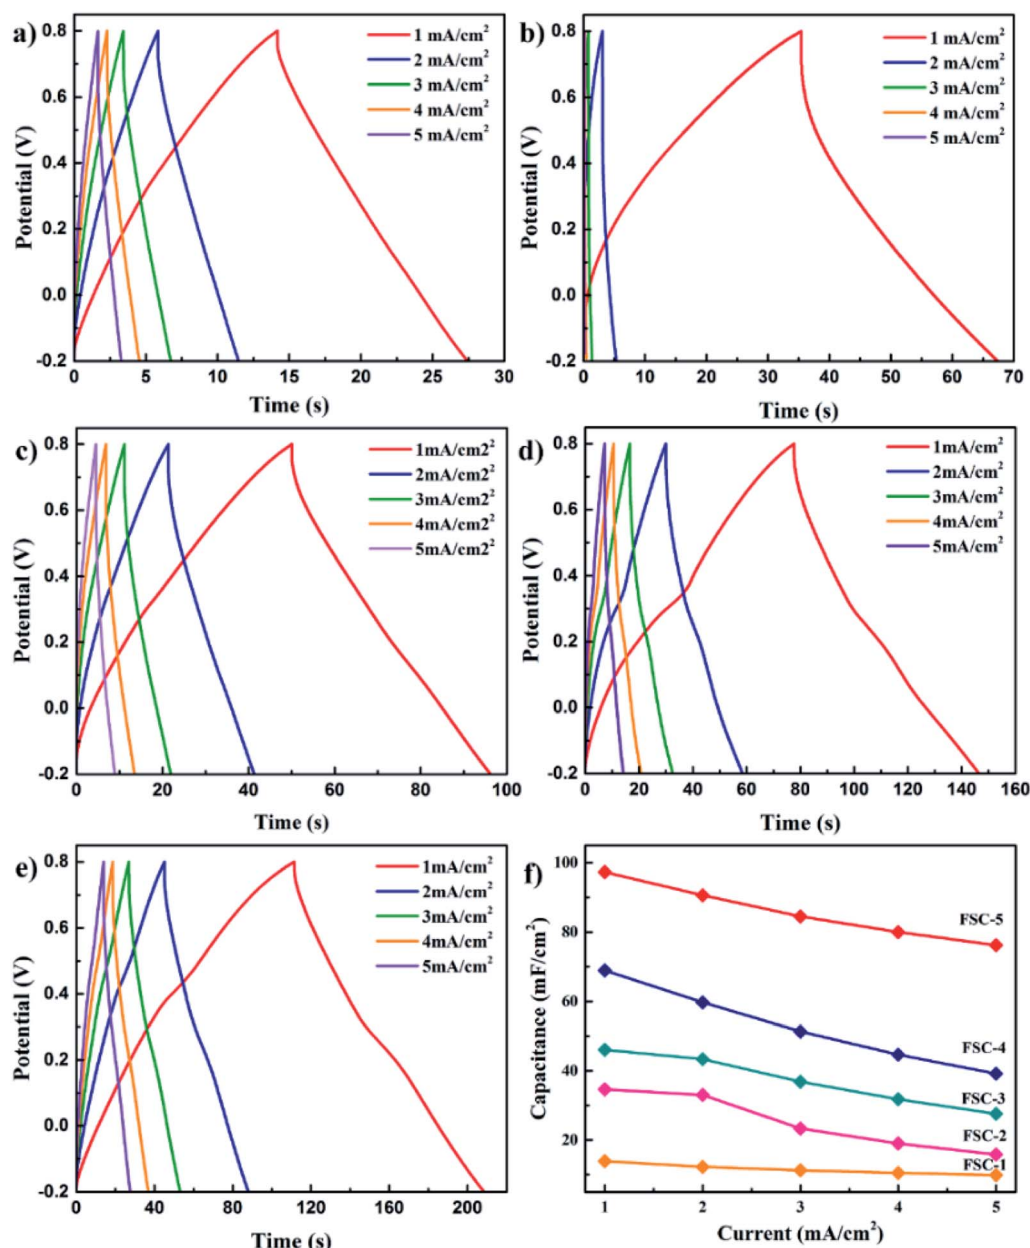 a)
1 mA/cm²
2 mA/cm²
3 mA/cm²
4 mA/cm²
5 mA/cm²
Potential (V)
0.8
0.6
0.4
0.2
0.0
-0.2
0 5 10 15 20 25 30
Time (s)
b)
1 mA/cm²
2 mA/cm²
3 mA/cm²
4 mA/cm²
5 mA/cm²
Potential (V)
0.8
0.6
0.4
0.2
0.0
-0.2
0 10 20 30 40 50 60 70
Time (s)
c)
1mA/cm2²
2mA/cm2²
3mA/cm2²
4mA/cm2²
5mA/cm2²
Potential (V)
0.8
0.6
0.4
0.2
0.0
-0.2
0 20 40 60 80 100
Time (s)
d)
1mA/cm²
2mA/cm²
3mA/cm²
4mA/cm²
5mA/cm²
Potential (V)
0.8
0.6
0.4
0.2
0.0
-0.2
0 20 40 60 80 100 120 140 160
Time (s)
e)
1mA/cm²
2mA/cm²
3mA/cm²
4mA/cm²
5mA/cm²
Potential (V)
0.8
0.6
0.4
0.2
0.0
-0.2
0 40 80 120 160 200
Time (s)
f)
FSC-5
FSC-4
FSC-3
FSC-2
FSC-1
Capacitance (mF/cm²)
100
80
60
40
20
1 2 3 4 5
Current (mA/cm²)